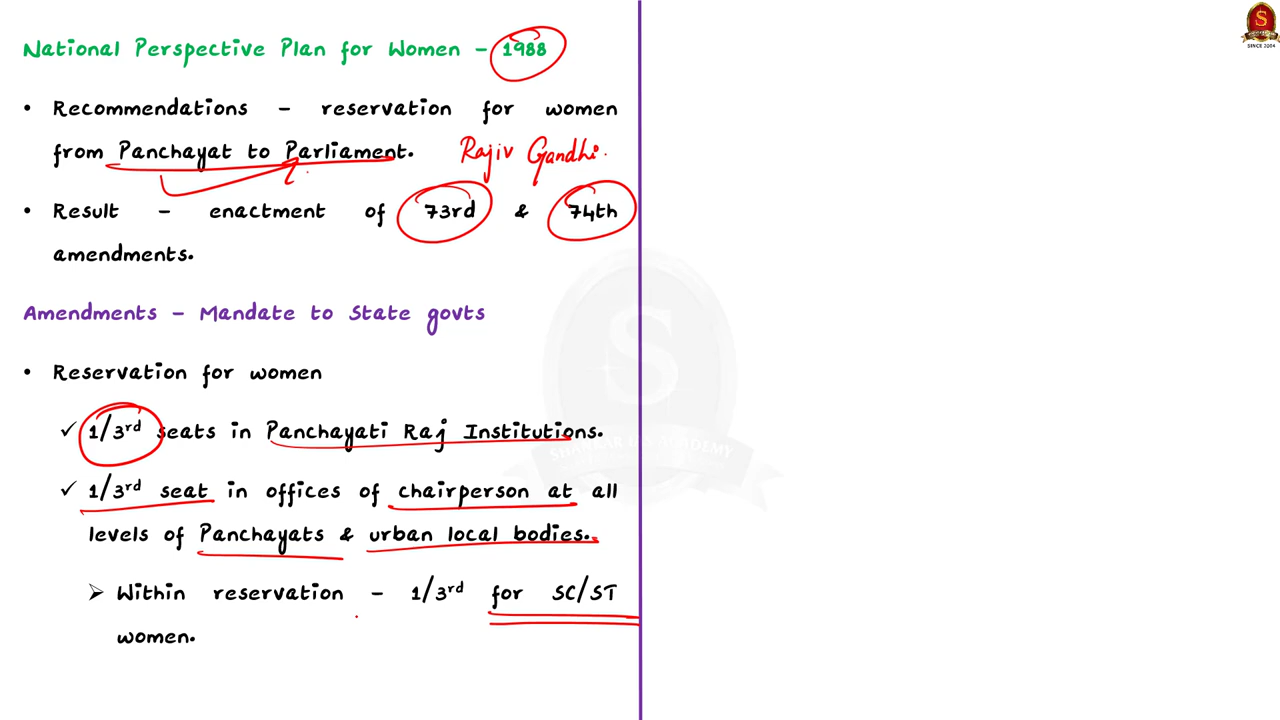 National Perspective Plan for Women - 1988
• Recommendations - reservation for women
from Panchayat to Parliament. Rajiv Gandhi.
• Result - enactment of 73rd & 74th
amendments.
Amendments - Mandate to State govts
• Reservation for women
✓ 1/3rd seats in Panchayati Raj Institutions.
✓ 1/3rd seat in offices of chairperson at all
levels of Panchayats & urban local bodies.
➢ Within reservation - 1/3rd for SC/ST
women.
S
SINCE 2004